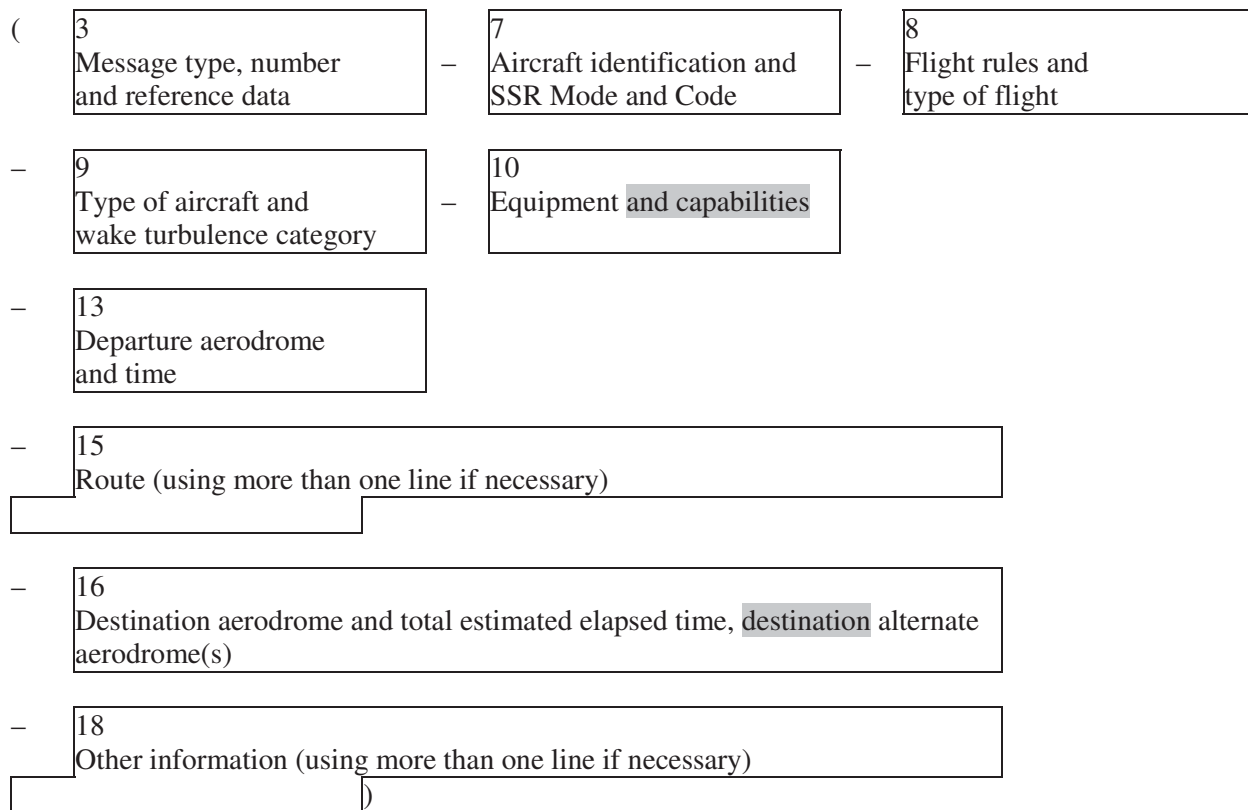 ( 3 7 8
Message type, number – Aircraft identification and – Flight rules and
and reference data SSR Mode and Code type of flight
– 9 10
Type of aircraft and – Equipment and capabilities
wake turbulence category
– 13
Departure aerodrome
and time
– 15
Route (using more than one line if necessary)
– 16
Destination aerodrome and total estimated elapsed time, destination alternate
aerodrome(s)
– 18
Other information (using more than one line if necessary)
)